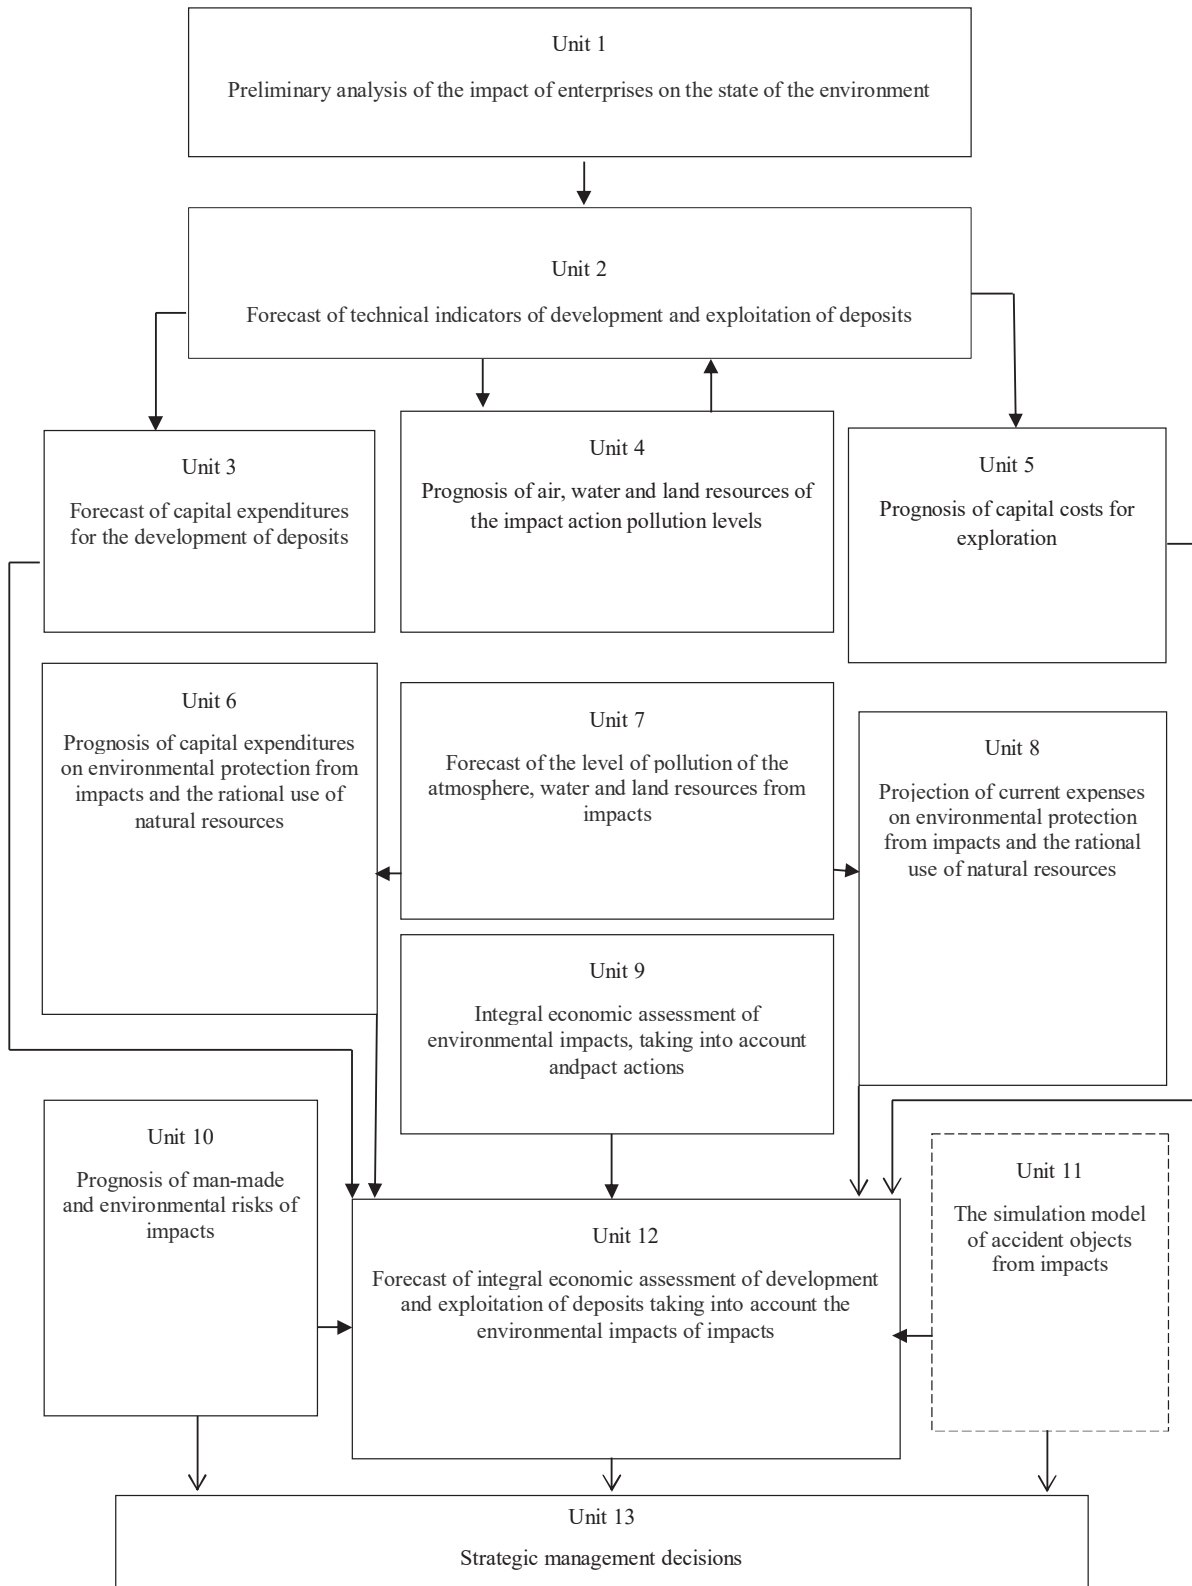 Unit 1
Preliminary analysis of the impact of enterprises on the state of the environment
Unit 2
Forecast of technical indicators of development and exploitation of deposits
Unit 3
Forecast of capital expenditures
for the development of deposits
Unit 4
Prognosis of air, water and land resources of
the impact action pollution levels
Unit 5
Prognosis of capital costs for
exploration
Unit 6
Prognosis of capital expenditures
on environmental protection from
impacts and the rational use of
natural resources
Unit 7
Forecast of the level of pollution of the
atmosphere, water and land resources from
impacts
Unit 8
Projection of current expenses
on environmental protection
from impacts and the rational
use of natural resources
Unit 9
Integral economic assessment of
environmental impacts, taking into account
andpact actions
Unit 10
Prognosis of man-made
and environmental risks of
impacts
Unit 11
The simulation model
of accident objects
from impacts
Unit 12
Forecast of integral economic assessment of development
and exploitation of deposits taking into account the
environmental impacts of impacts
Unit 13
Strategic management decisions